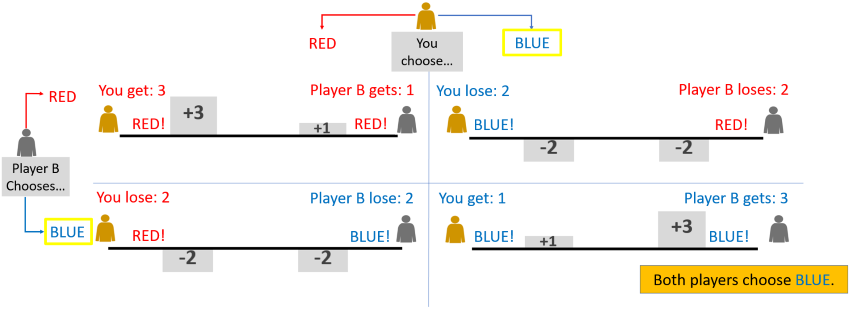 RED
You
choose...
BLUE
RED
You get: 3
Player B gets: 1
+3
RED!
+1
RED!
You lose: 2
Player B loses: 2
BLUE!
RED!
-2
-2
Player B
Chooses...
BLUE
You lose: 2
Player B lose: 2
RED!
BLUE!
-2
-2
You get: 1
Player B gets: 3
BLUE!
+1
+3
BLUE!
Both players choose BLUE.